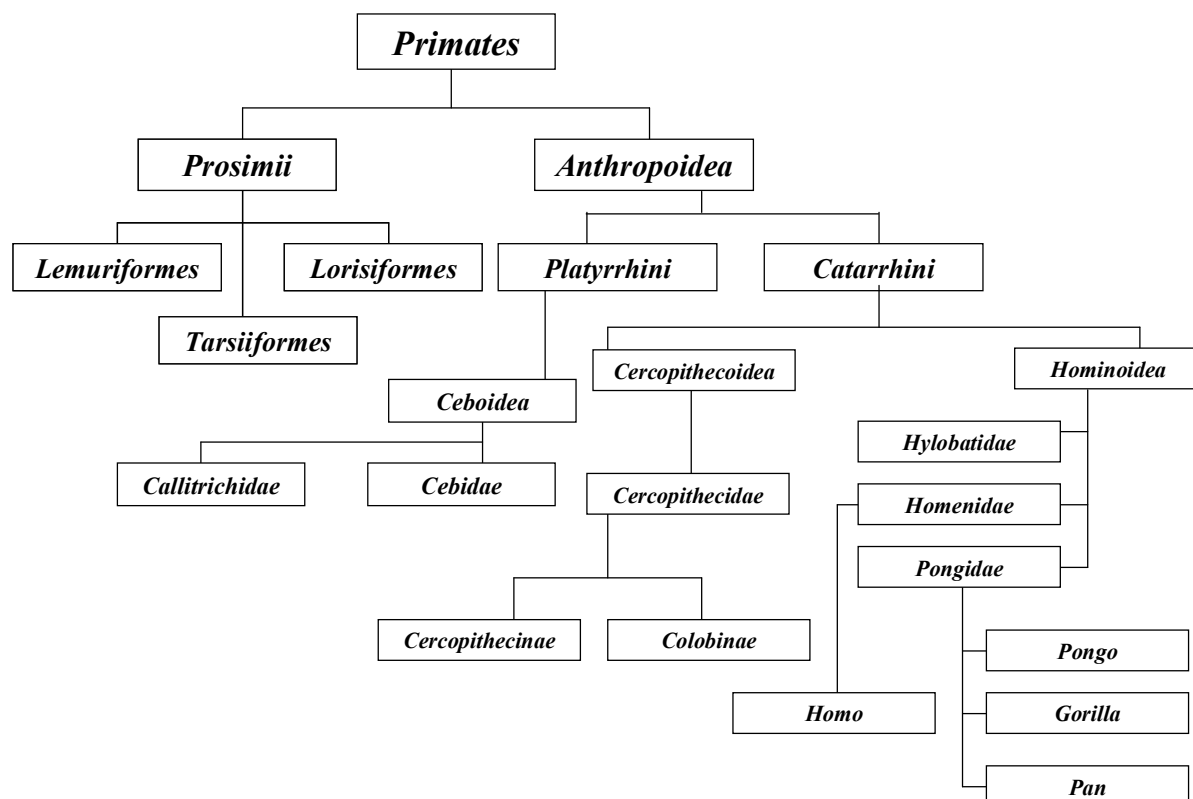 Primates
Prosimii
Anthropoidea
Lemuriformes
Lorisiformes
Platyrrhini
Catarrhini
Tarsiiformes
Cercopithecoidea
Hominoidea
Ceboidea
Hylobatidae
Callitrichidae
Cebidae
Cercopithecidae
Homenidae
Pongidae
Cercopithecinae
Colobinae
Pongo
Homo
Gorilla
Pan